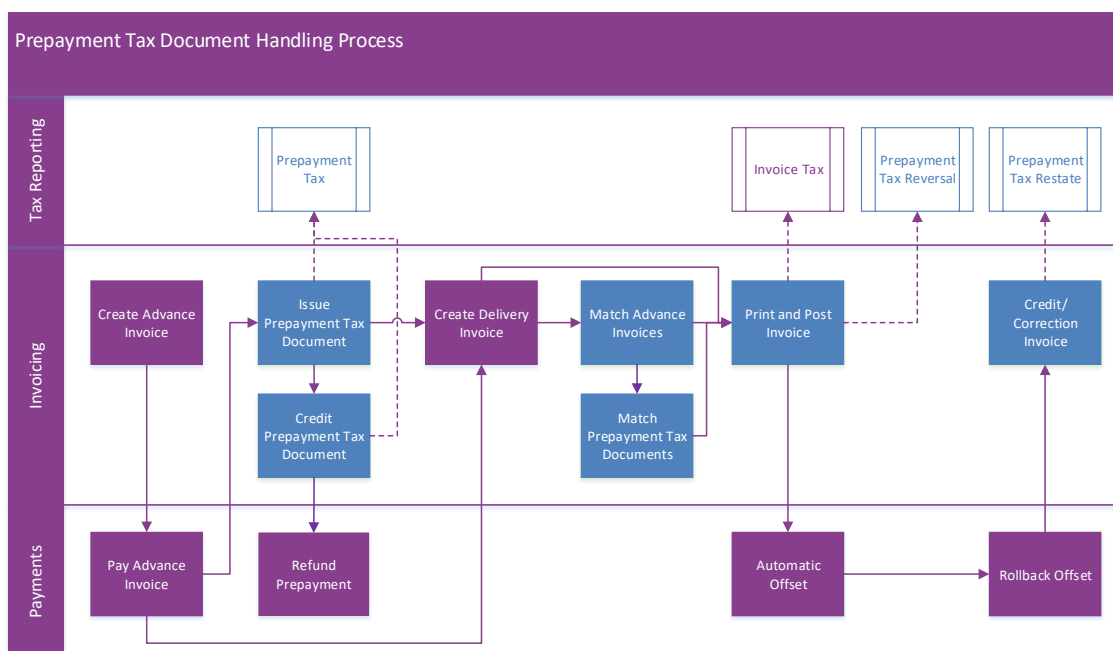 Prepayment Tax Document Handling Process
Tax Reporting
Prepayment
Tax
Invoice Tax
Prepayment
Tax Reversal
Prepayment
Tax Restate
Invoicing
Create Advance
Invoice
Issue
Prepayment Tax
Document
Create Delivery
Invoice
Match Advance
Invoices
Print and Post
Invoice
Credit/
Correction
Invoice
Credit
Prepayment Tax
Document
Match
Prepayment Tax
Documents
Payments
Pay Advance
Invoice
Refund
Prepayment
Automatic
Offset
Rollback Offset